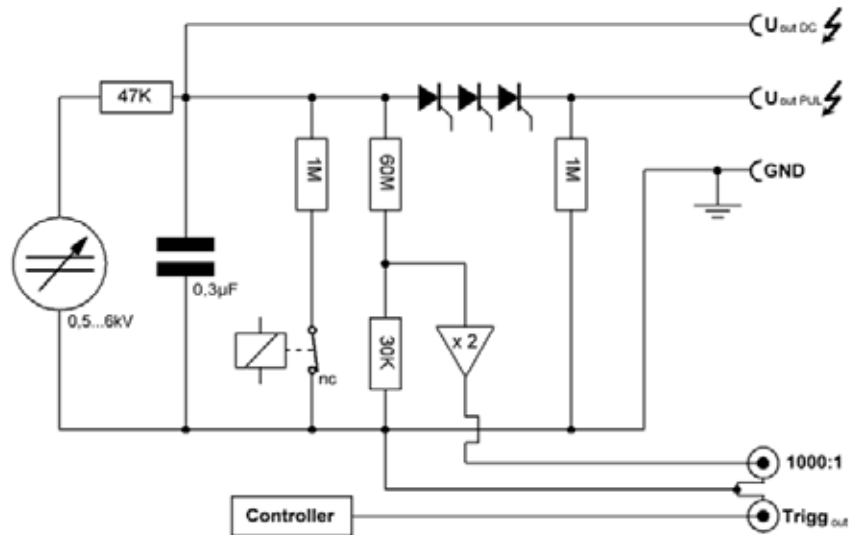 U out DC
47K
U out PUL
1M
60M
1M
GND
0,3µF
0,5...6kV
x 2
30K
nc
1000:1
Controller
Trigg out